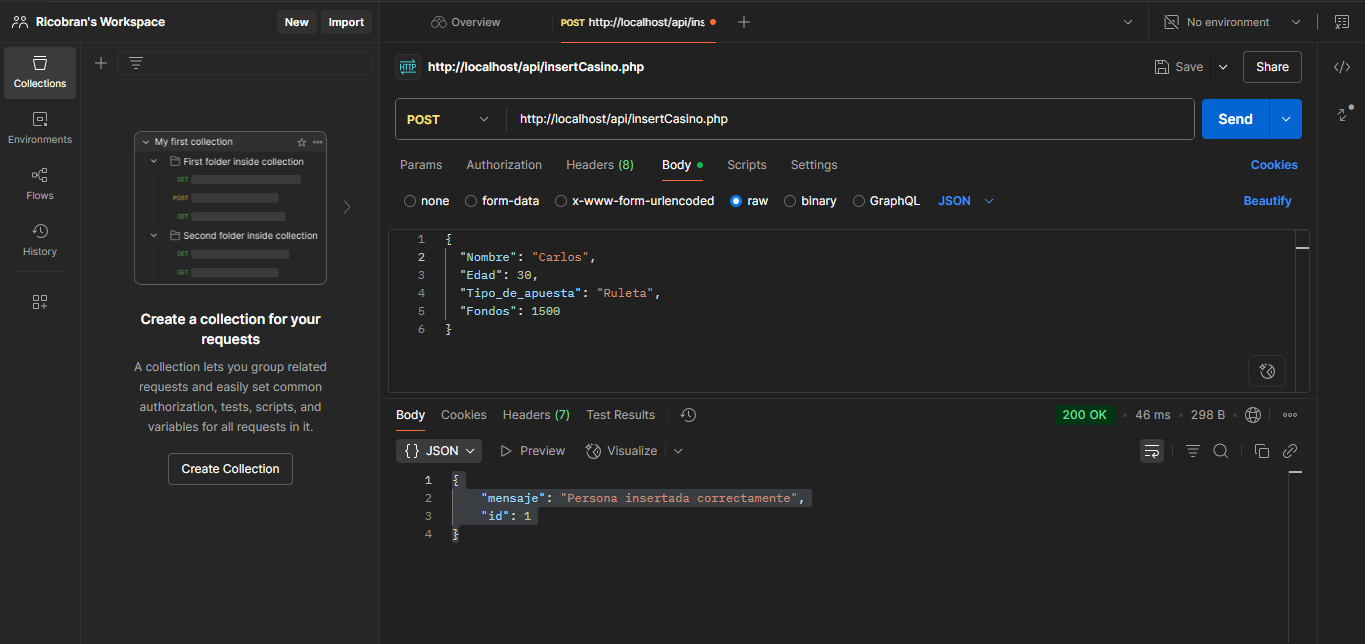 Ricobran's Workspace
New
Import
Overview
POST http://localhost/api/ins
No environment
Collections
Environments
Flows
History
My first collection
First folder inside collection
GET
POST
GET
Second folder inside collection
GET
GET
Create a collection for your
requests
A collection lets you group related
requests and easily set common
authorization, tests, scripts, and
variables for all requests in it.
Create Collection
HTTP http://localhost/api/insertCasino.php
Save
Share
POST
http://localhost/api/insertCasino.php
Send
Params
Authorization
Headers (8)
Body
Scripts
Settings
Cookies
none
form-data
x-www-form-urlencoded
raw
binary
GraphQL
JSON
Beautify
1 {
2 "Nombre": "Carlos",
3 "Edad": 30,
4 "Tipo_de_apuesta": "Ruleta",
5 "Fondos": 1500
6 }
Body
Cookies
Headers (7)
Test Results
200 OK
46 ms
298 B
{} JSON
Preview
Visualize
1 {
2 "mensaje": "Persona insertada correctamente",
3 "id": 1
4 }